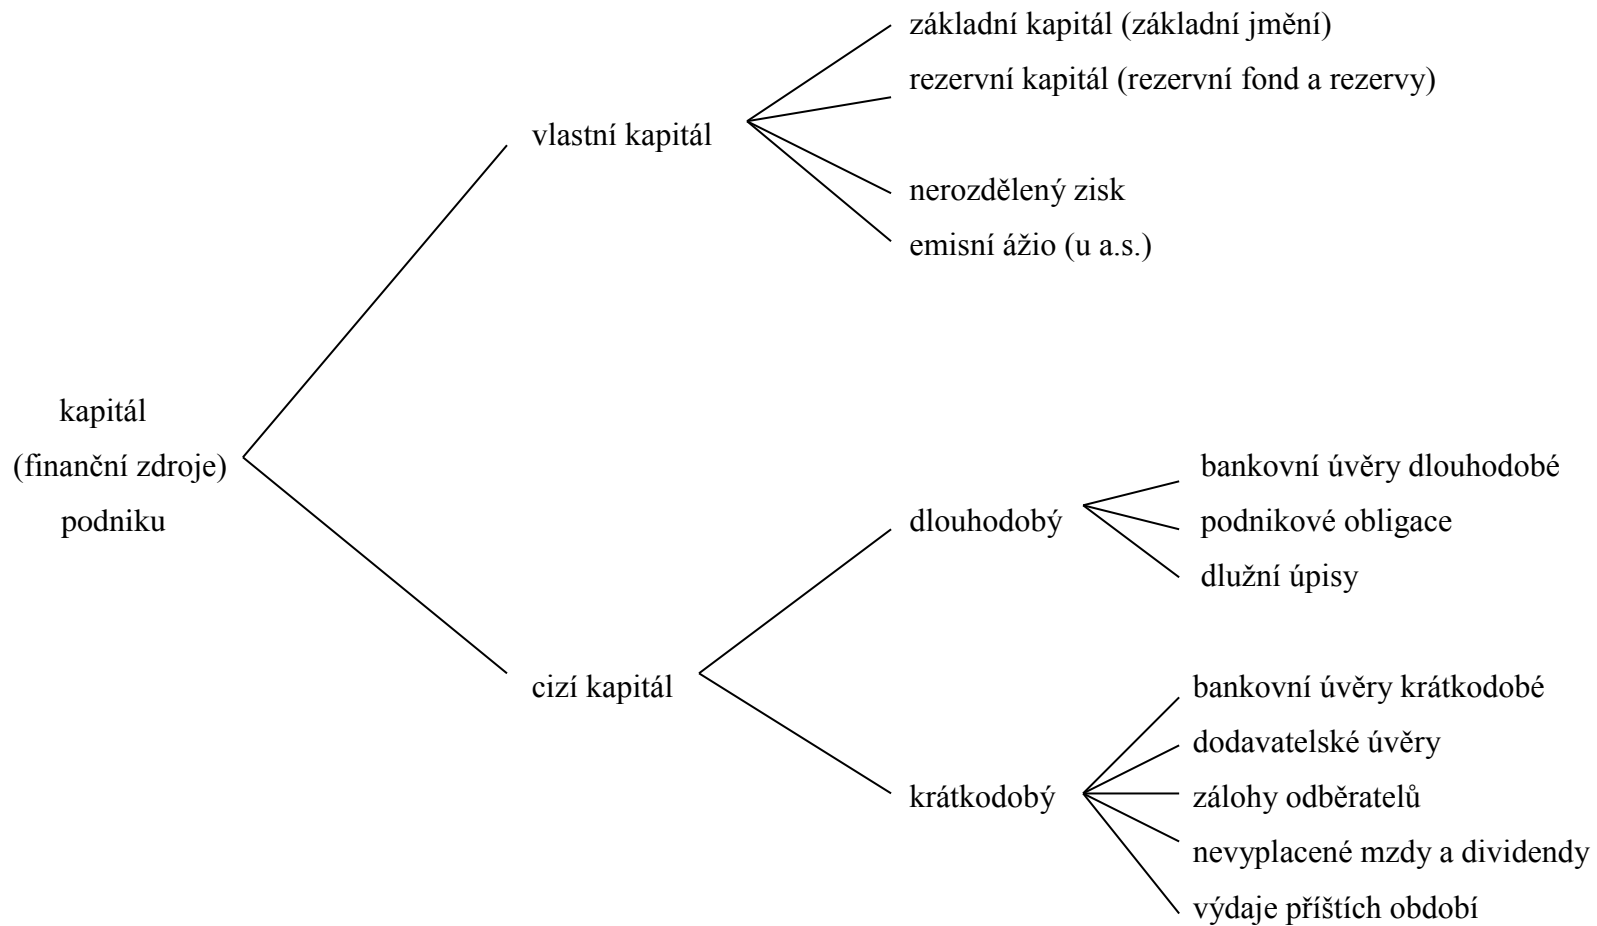 základní kapitál (základní jmění)
rezervní kapitál (rezervní fond a rezervy)
vlastní kapitál
nerozdělený zisk
emisní ážio (u a.s.)
kapitál
(finanční zdroje)
podniku
bankovní úvěry dlouhodobé
dlouhodobý
podnikové obligace
dlužní úpisy
cizí kapitál
bankovní úvěry krátkodobé
dodavatelské úvěry
krátkodobý
zálohy odběratelů
nevyplacené mzdy a dividendy
výdaje příštích období